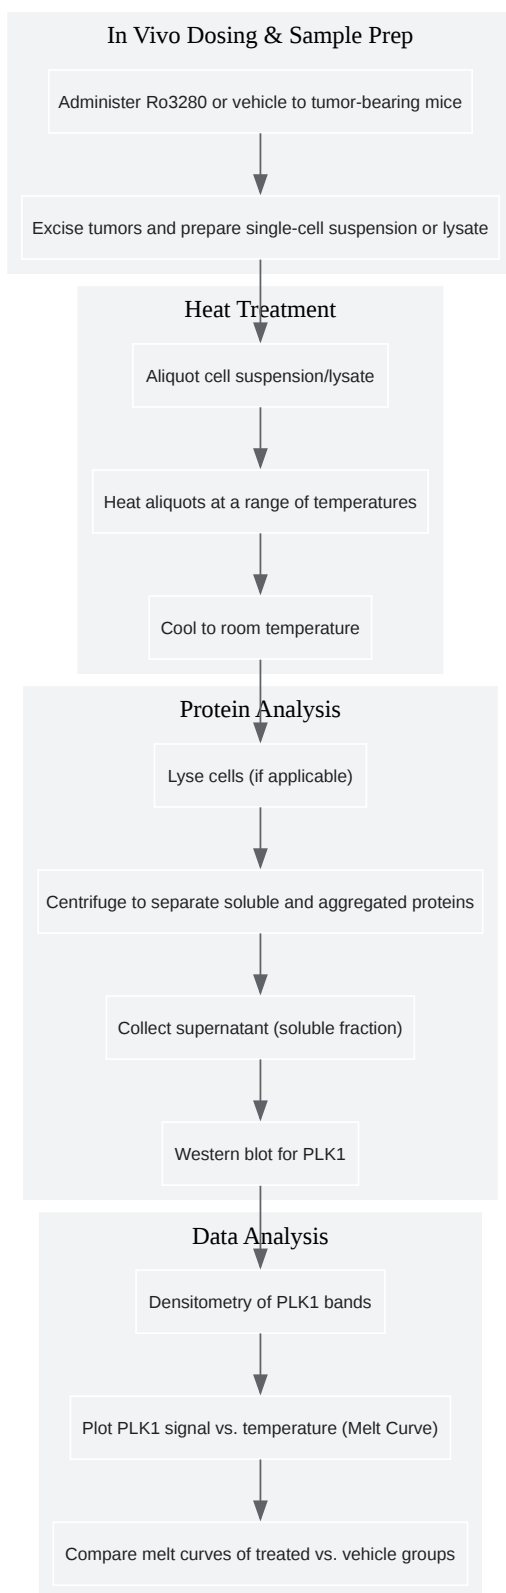 In Vivo Dosing & Sample Prep
Administer Ro3280 or vehicle to tumor-bearing mice
Excise tumors and prepare single-cell suspension or lysate
Heat Treatment
Aliquot cell suspension/lysate
Heat aliquots at a range of temperatures
Cool to room temperature
Protein Analysis
Lyse cells (if applicable)
Centrifuge to separate soluble and aggregated proteins
Collect supernatant (soluble fraction)
Western blot for PLK1
Data Analysis
Densitometry of PLK1 bands
Plot PLK1 signal vs. temperature (Melt Curve)
Compare melt curves of treated vs. vehicle groups